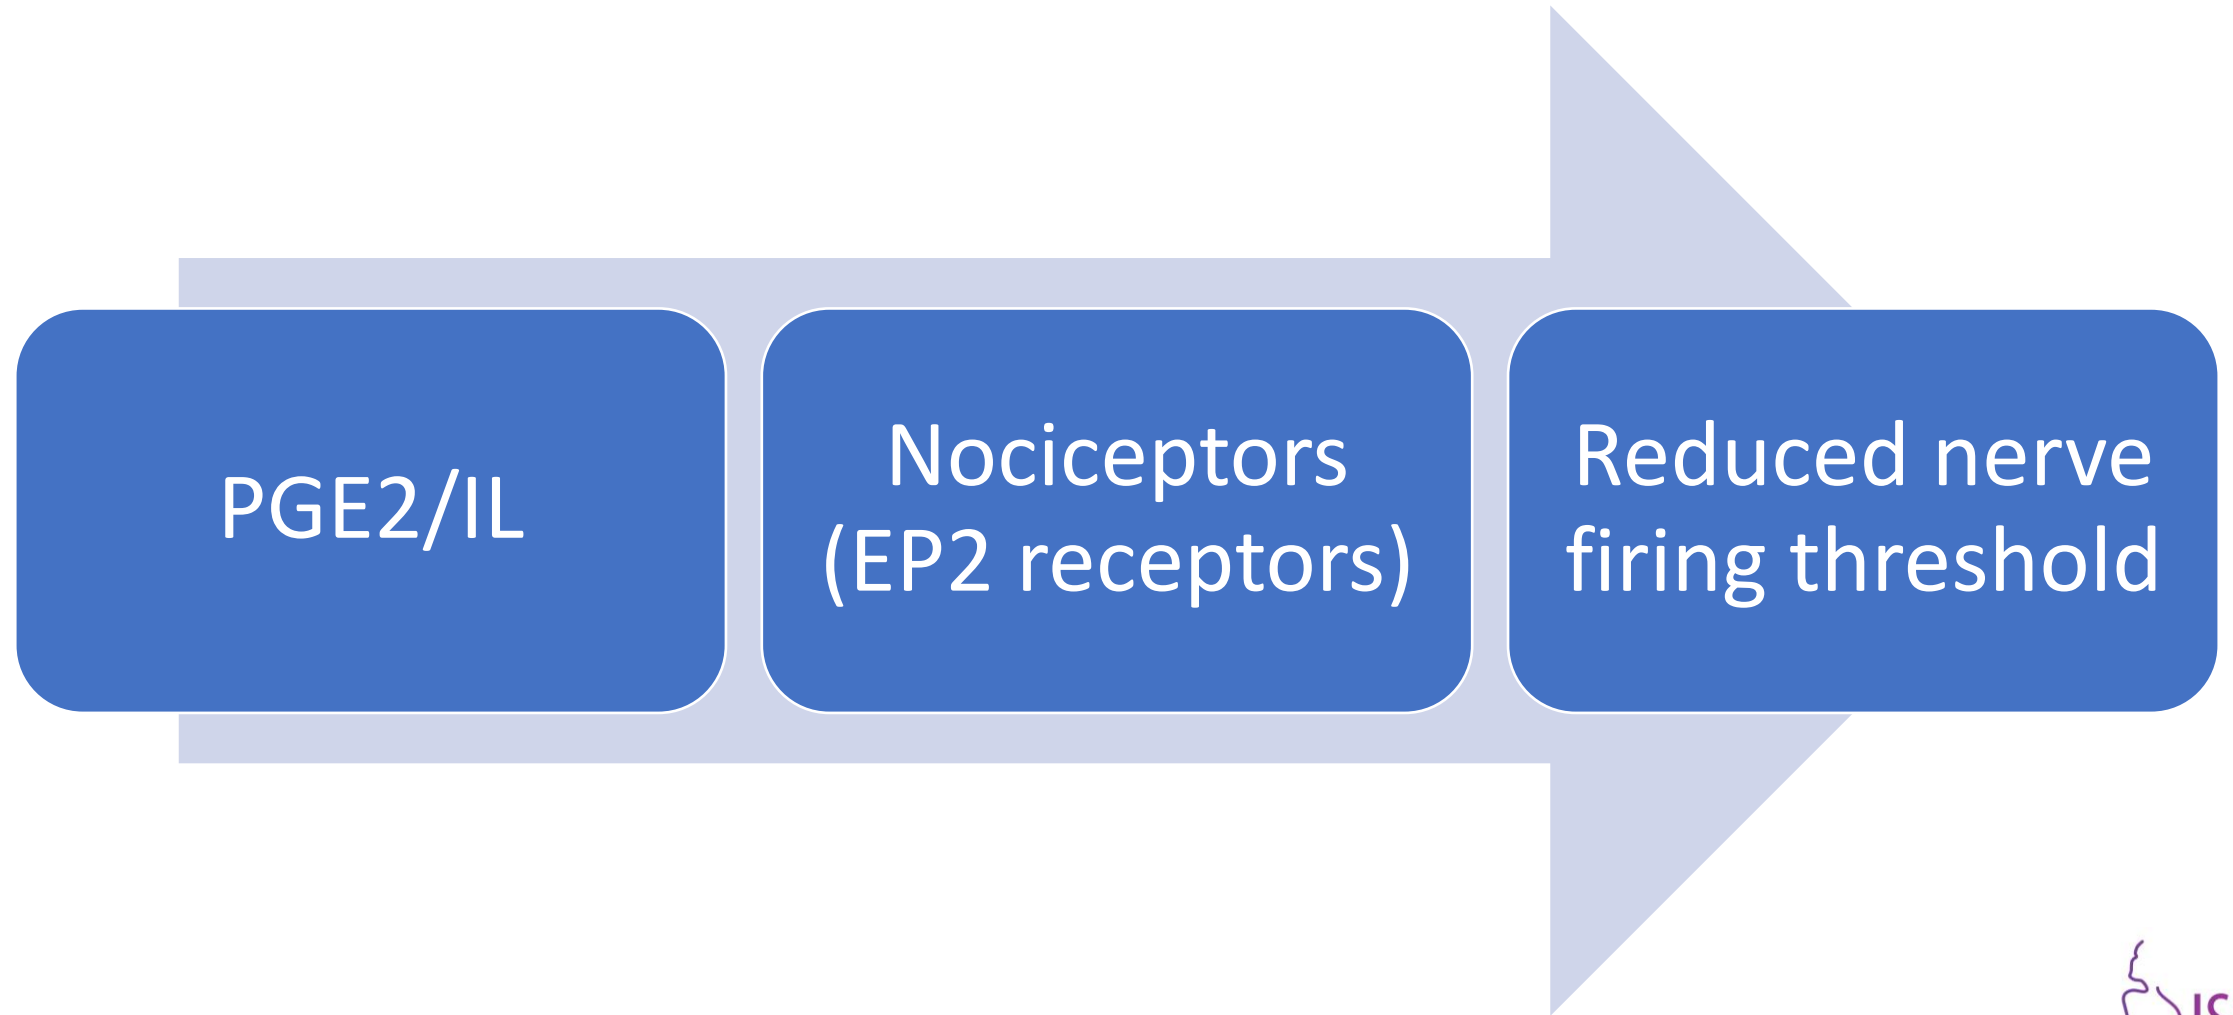 PGE2/IL
Nociceptors
(EP2 receptors)
Reduced nerve
firing threshold